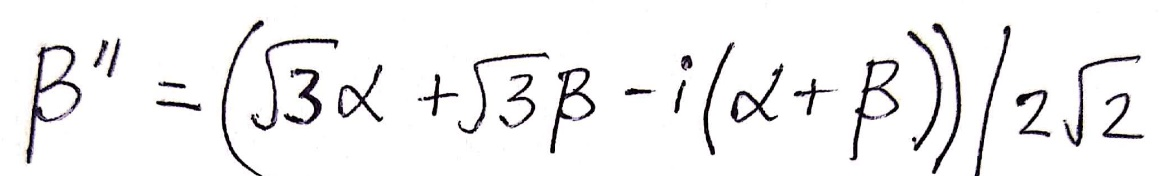 β'' = (√3α + √3β - i(α + β)) / 2√2